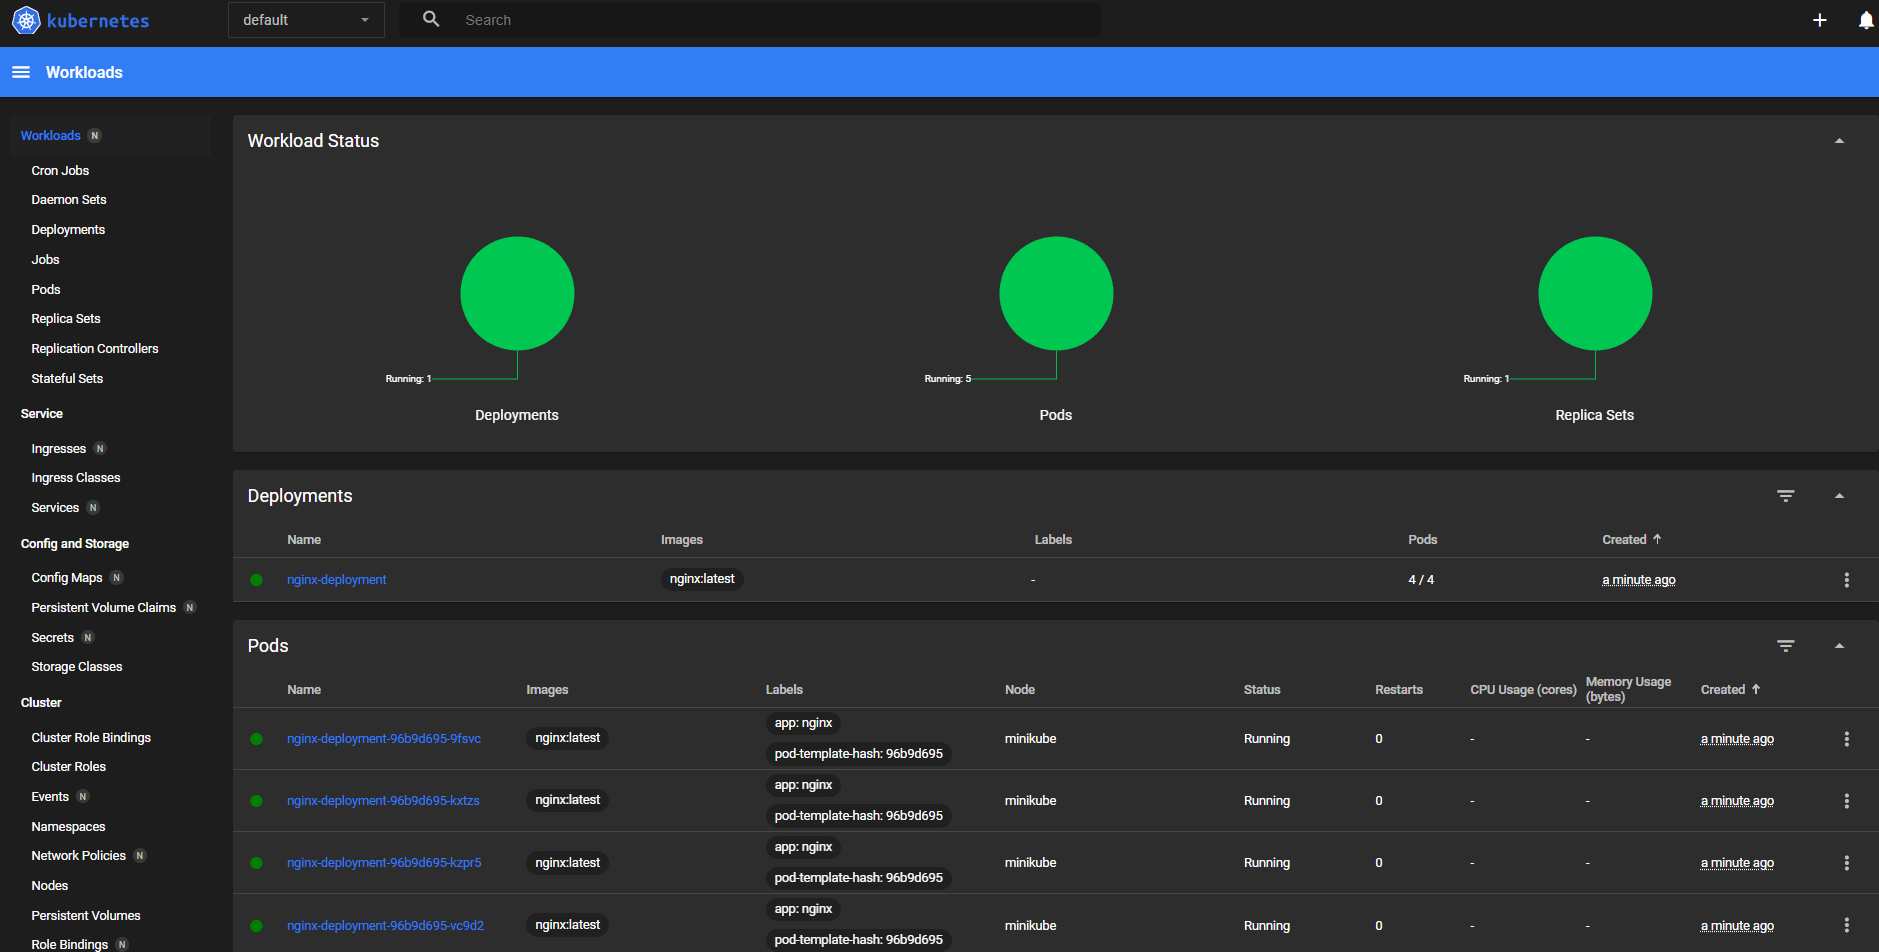 kubernetes
default
Search
Workloads
Workloads N
Cron Jobs
Daemon Sets
Deployments
Jobs
Pods
Replica Sets
Replication Controllers
Stateful Sets
Service
Ingresses N
Ingress Classes
Services N
Config and Storage
Config Maps N
Persistent Volume Claims N
Secrets N
Storage Classes
Cluster
Cluster Role Bindings
Cluster Roles
Events N
Namespaces
Network Policies N
Nodes
Persistent Volumes
Role Bindings N
Workload Status
Running: 1
Deployments
Running: 5
Pods
Running: 1
Replica Sets
Deployments
Name Images Labels Pods Created
nginx-deployment nginx:latest - 4 / 4 a minute ago
Pods
Name Images Labels Node Status Restarts CPU Usage (cores) Memory Usage (bytes) Created
nginx-deployment-96b9d695-9fsvc nginx:latest app: nginx pod-template-hash: 96b9d695 minikube Running 0 - - a minute ago
nginx-deployment-96b9d695-kxtzs nginx:latest app: nginx pod-template-hash: 96b9d695 minikube Running 0 - - a minute ago
nginx-deployment-96b9d695-kzpr5 nginx:latest app: nginx pod-template-hash: 96b9d695 minikube Running 0 - - a minute ago
nginx-deployment-96b9d695-vc9d2 nginx:latest app: nginx pod-template-hash: 96b9d695 minikube Running 0 - - a minute ago